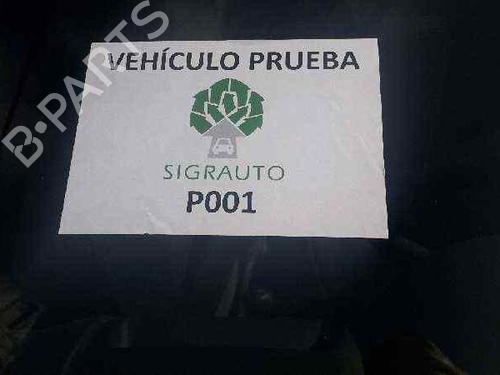 VEHÍCULO PRUEBA
SIGRAUTO
P001
B-PARTS